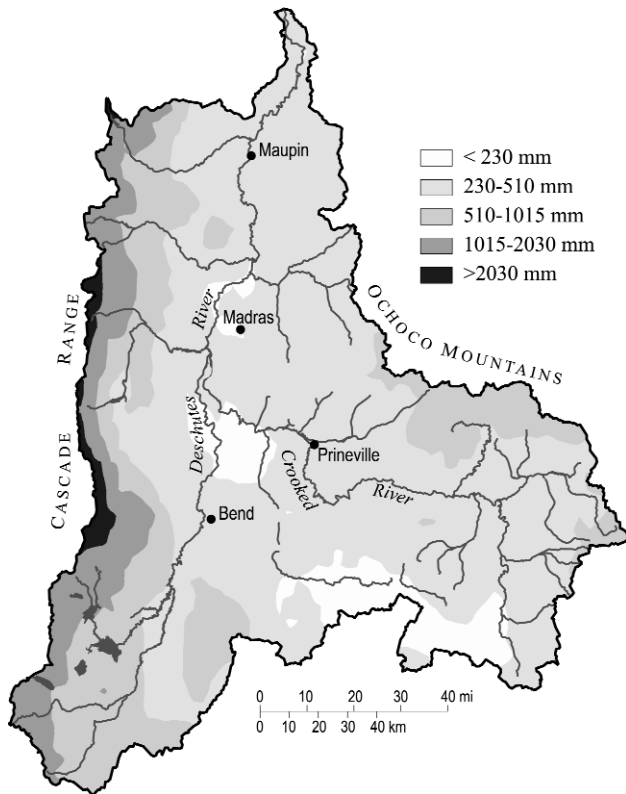 Maupin
< 230 mm
230-510 mm
510-1015 mm
1015-2030 mm
>2030 mm
River
Madras
CASCADE RANGE
OCHOCO MOUNTAINS
Deschutes
Prineville
Crooked
River
Bend
0 10 20 30 40 mi
0 10 20 30 40 km